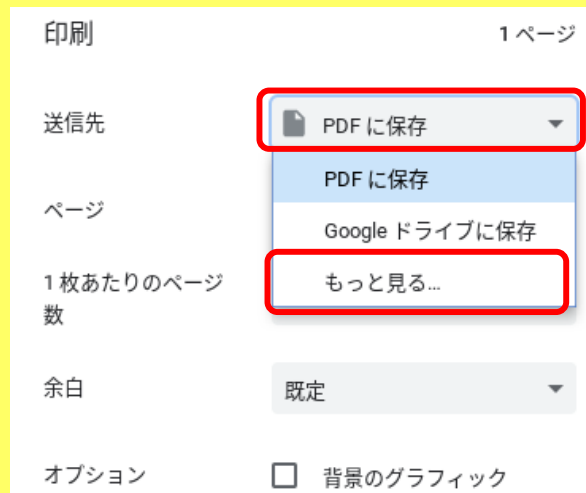 印刷 1 ページ
送信先 PDF に保存
PDF に保存
ページ
Google ドライブに保存
1 枚あたりのページ
数
もっと見る...
余白 既定
オプション 背景のグラフィック